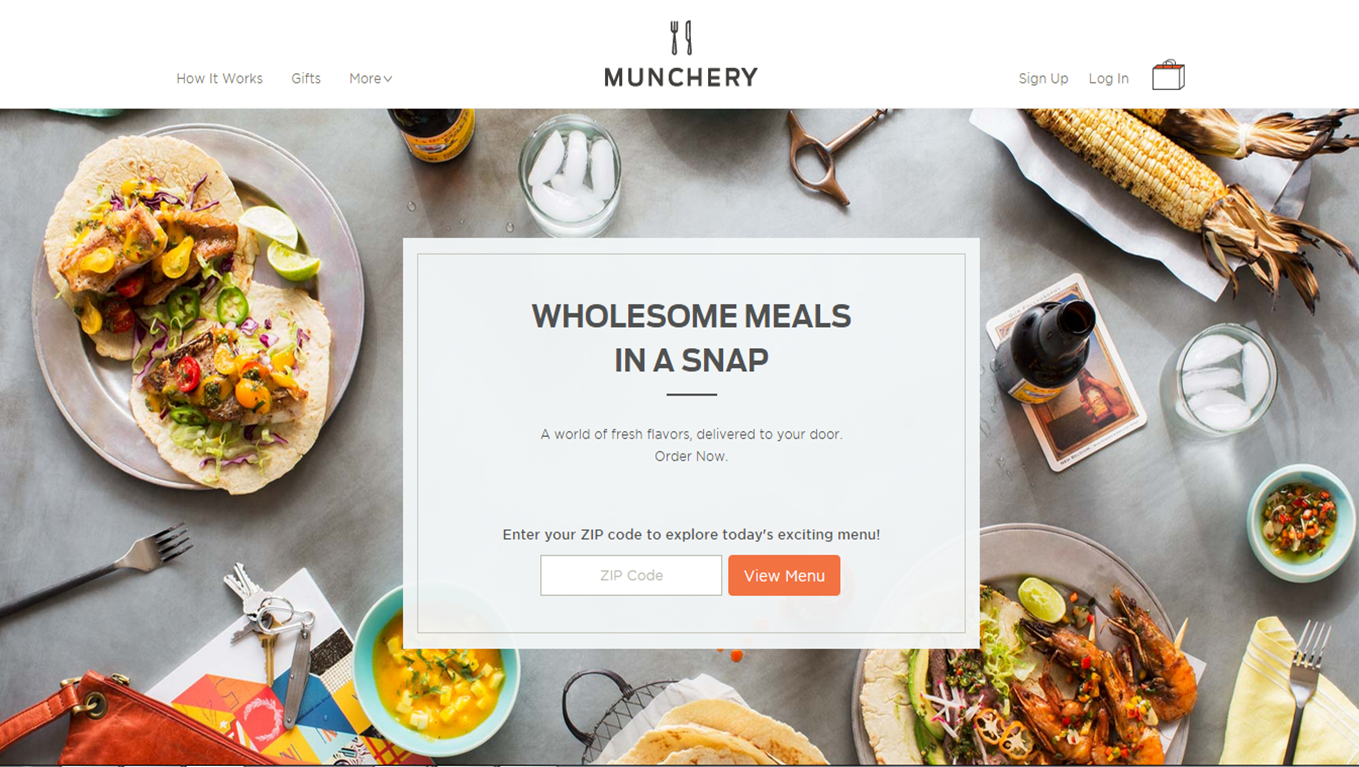 How It Works
Gifts
More
MUNCHERY
Sign Up
Log In
WHOLESOME MEALS
IN A SNAP
A world of fresh flavors, delivered to your door.
Order Now.
Enter your ZIP code to explore today's exciting menu!
ZIP Code
View Menu